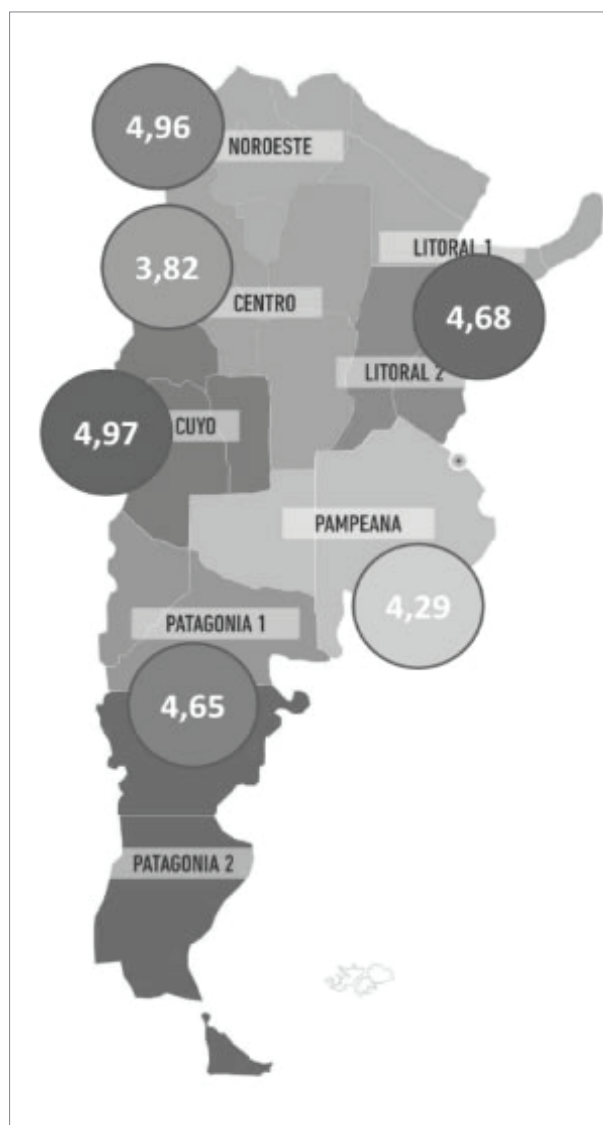 4,96
NOROESTE
LITORAL 1
3,82
CENTRO
4,68
LITORAL 2
4,97
CUYO
PAMPEANA
4,29
PATAGONIA 1
4,65
PATAGONIA 2